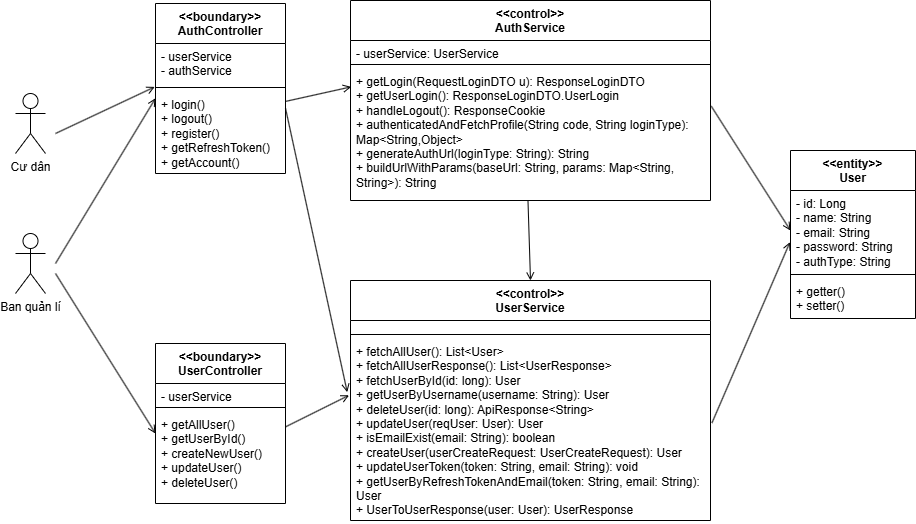 <<boundary>>
AuthController
- userService
- authService
+ login()
+ logout()
+ register()
+ getRefreshToken()
+ getAccount()
<<control>>
AuthService
- userService: UserService
+ getLogin(RequestLoginDTO u): ResponseLoginDTO
+ getUserLogin(): ResponseLoginDTO.UserLogin
+ handleLogout(): ResponseCookie
+ authenticatedAndFetchProfile(String code, String loginType):
Map<String,Object>
+ generateAuthUrl(loginType: String): String
+ buildUrlWithParams(baseUrl: String, params: Map<String,
String>): String
Cư dân
<<entity>>
User
- id: Long
- name: String
- email: String
- password: String
- authType: String
+ getter()
+ setter()
Ban quản lí
<<boundary>>
UserController
- userService
+ getAllUser()
+ getUserById()
+ createNewUser()
+ updateUser()
+ deleteUser()
<<control>>
UserService
+ fetchAllUser(): List<User>
+ fetchAllUserResponse(): List<UserResponse>
+ fetchUserById(id: long): User
+ getUserByUsername(username: String): User
+ deleteUser(id: long): ApiResponse<String>
+ updateUser(reqUser: User): User
+ isEmailExist(email: String): boolean
+ createUser(userCreateRequest: UserCreateRequest): User
+ updateUserToken(token: String, email: String): void
+ getUserByRefreshTokenAndEmail(token: String, email: String):
User
+ UserToUserResponse(user: User): UserResponse